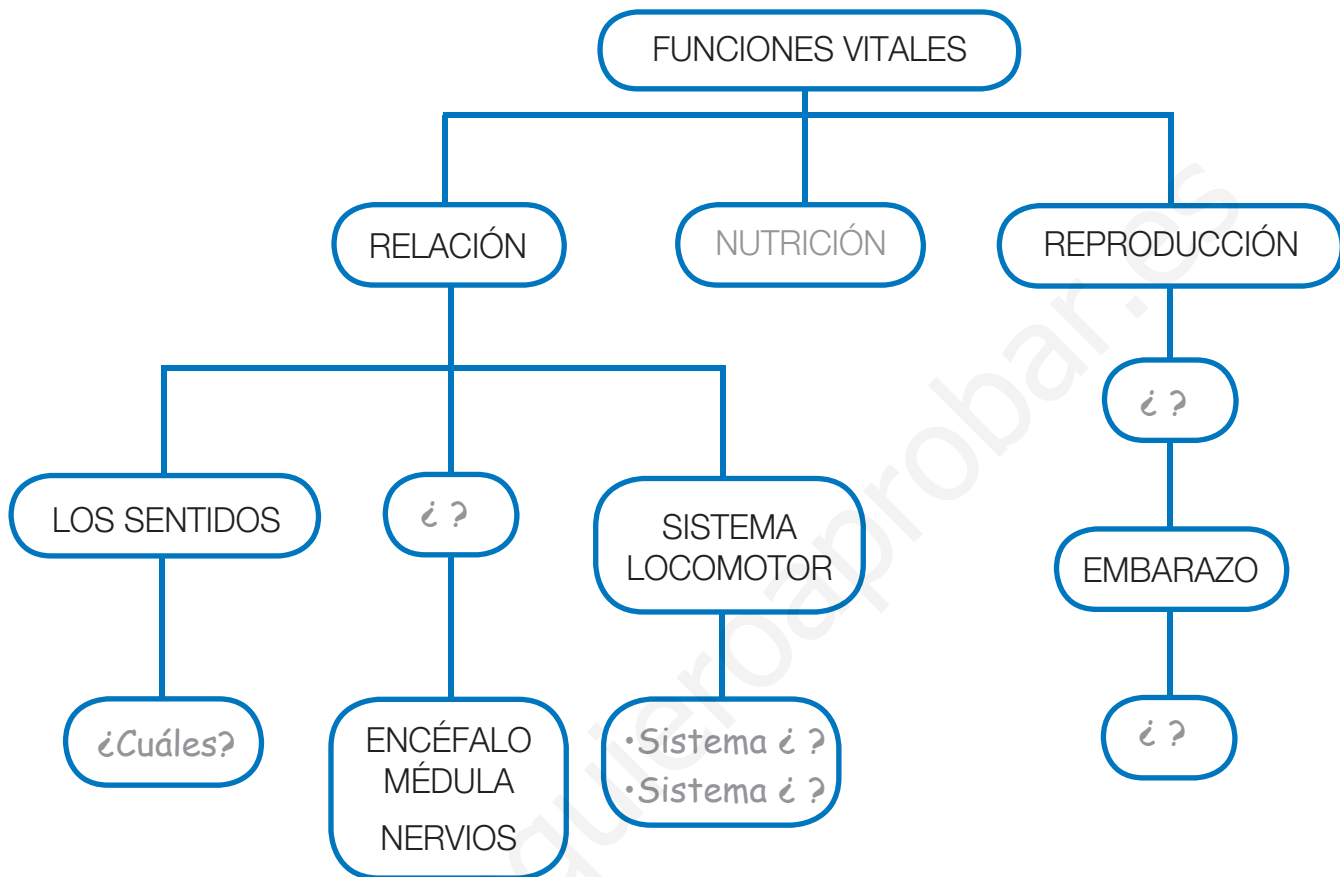 FUNCIONES VITALES
RELACIÓN
NUTRICIÓN
REPRODUCCIÓN
¿ ?
LOS SENTIDOS
¿ ?
SISTEMA
LOCOMOTOR
EMBARAZO
¿Cuáles?
ENCÉFALO
MÉDULA
NERVIOS
•Sistema ¿ ?
•Sistema ¿ ?
¿ ?
quieroaprobar.es